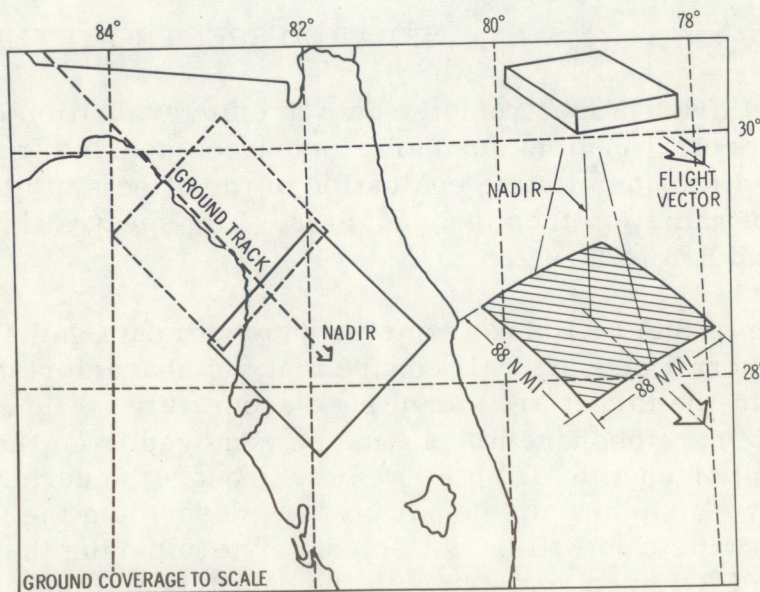 84°
82°
80°
78°
30°
FLIGHT
VECTOR
NADIR
GROUND TRACK
NADIR
88 N MI
88 N MI
28°
GROUND COVERAGE TO SCALE